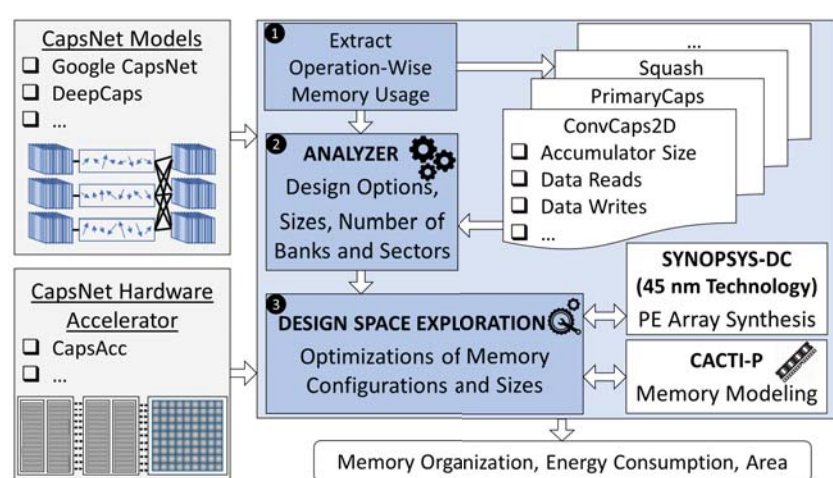 CapsNet Models
❑ Google CapsNet
❑ DeepCaps
❑ ...
CapsNet Hardware
Accelerator
❑ CapsAcc
❑ ...
1
Extract
Operation-Wise
Memory Usage
...
Squash
PrimaryCaps
ConvCaps2D
❑ Accumulator Size
❑ Data Reads
❑ Data Writes
❑ ...
2
ANALYZER
Design Options,
Sizes, Number of
Banks and Sectors
3
DESIGN SPACE EXPLORATION
Optimizations of Memory
Configurations and Sizes
SYNOPSYS-DC
(45 nm Technology)
PE Array Synthesis
CACTI-P
Memory Modeling
Memory Organization, Energy Consumption, Area